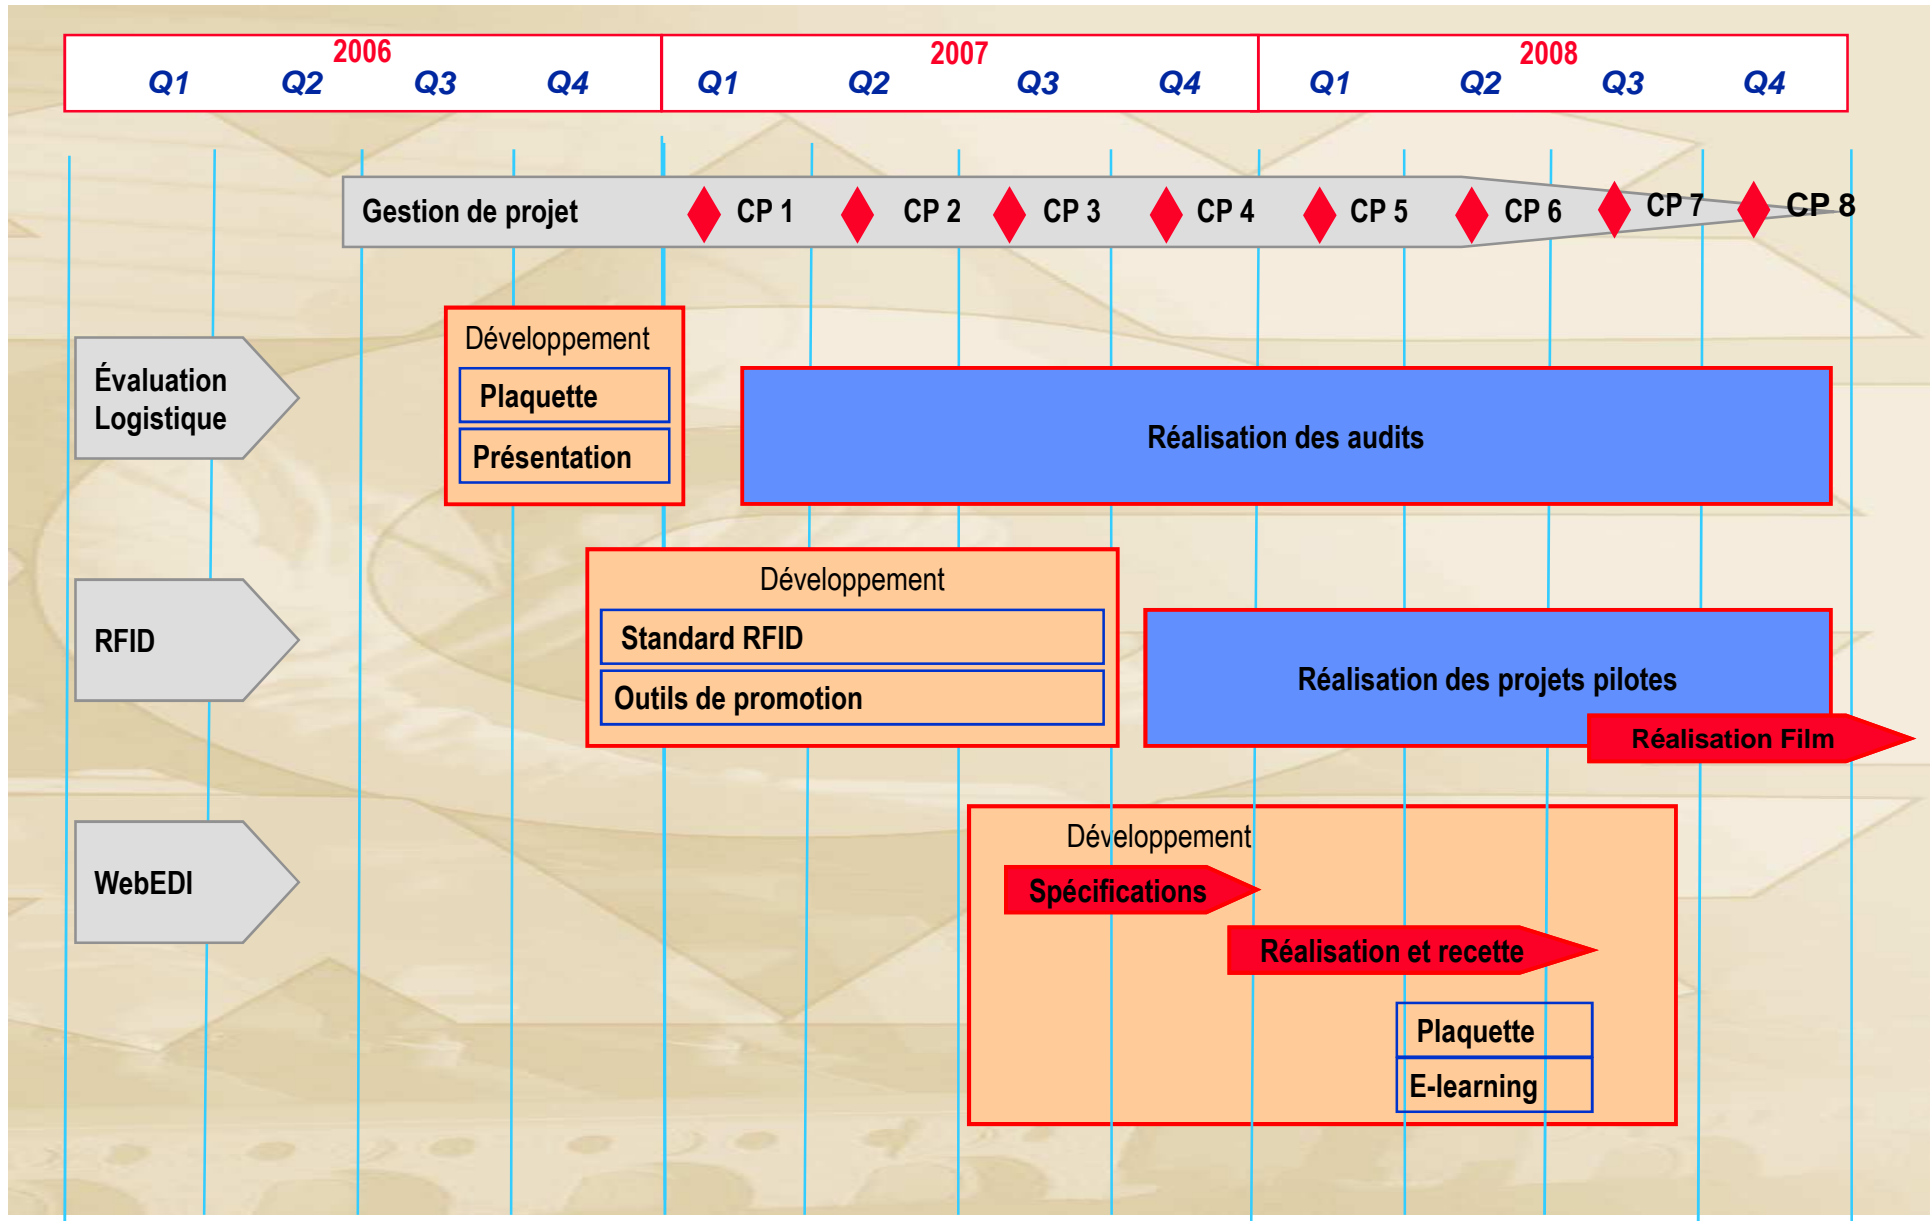 2006
2007
2008
Q1 Q2 Q3 Q4 Q1 Q2 Q3 Q4 Q1 Q2 Q3 Q4
Gestion de projet
CP 1
CP 2
CP 3
CP 4
CP 5
CP 6
CP 7
CP 8
Évaluation
Logistique
Développement
Plaquette
Présentation
Réalisation des audits
RFID
Développement
Standard RFID
Outils de promotion
Réalisation des projets pilotes
Réalisation Film
WebEDI
Développement
Spécifications
Réalisation et recette
Plaquette
E-learning